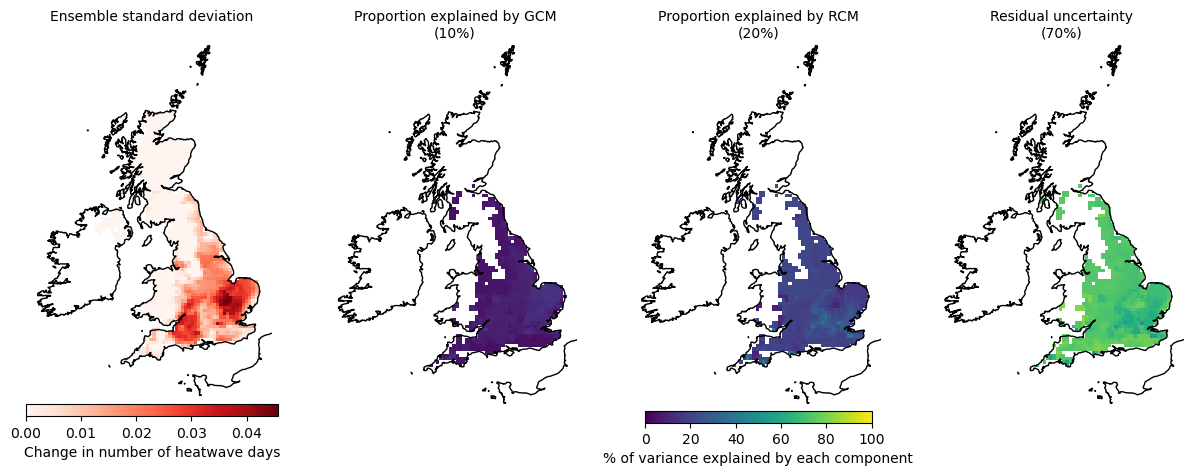 Ensemble standard deviation
Proportion explained by GCM
(10%)
Proportion explained by RCM
(20%)
Residual uncertainty
(70%)
0.00 0.01 0.02 0.03 0.04
Change in number of heatwave days
0 20 40 60 80 100
% of variance explained by each component